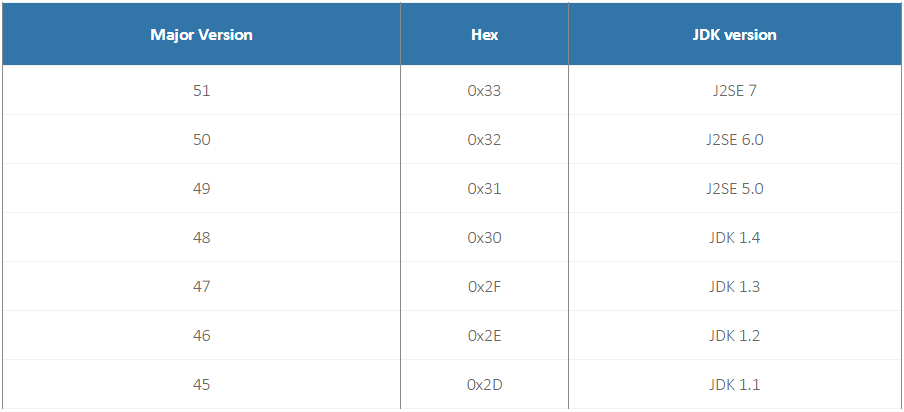 Major Version Hex JDK version
51 0x33 J2SE 7
50 0x32 J2SE 6.0
49 0x31 J2SE 5.0
48 0x30 JDK 1.4
47 0x2F JDK 1.3
46 0x2E JDK 1.2
45 0x2D JDK 1.1